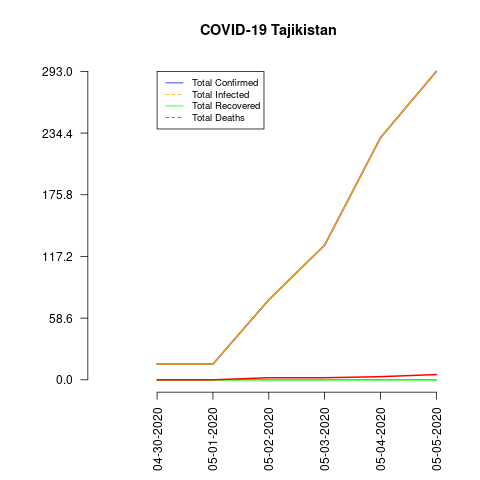 COVID-19 Tajikistan
Total Confirmed
Total Infected
Total Recovered
Total Deaths
293.0
234.4
175.8
117.2
58.6
0.0
04-30-2020
05-01-2020
05-02-2020
05-03-2020
05-04-2020
05-05-2020